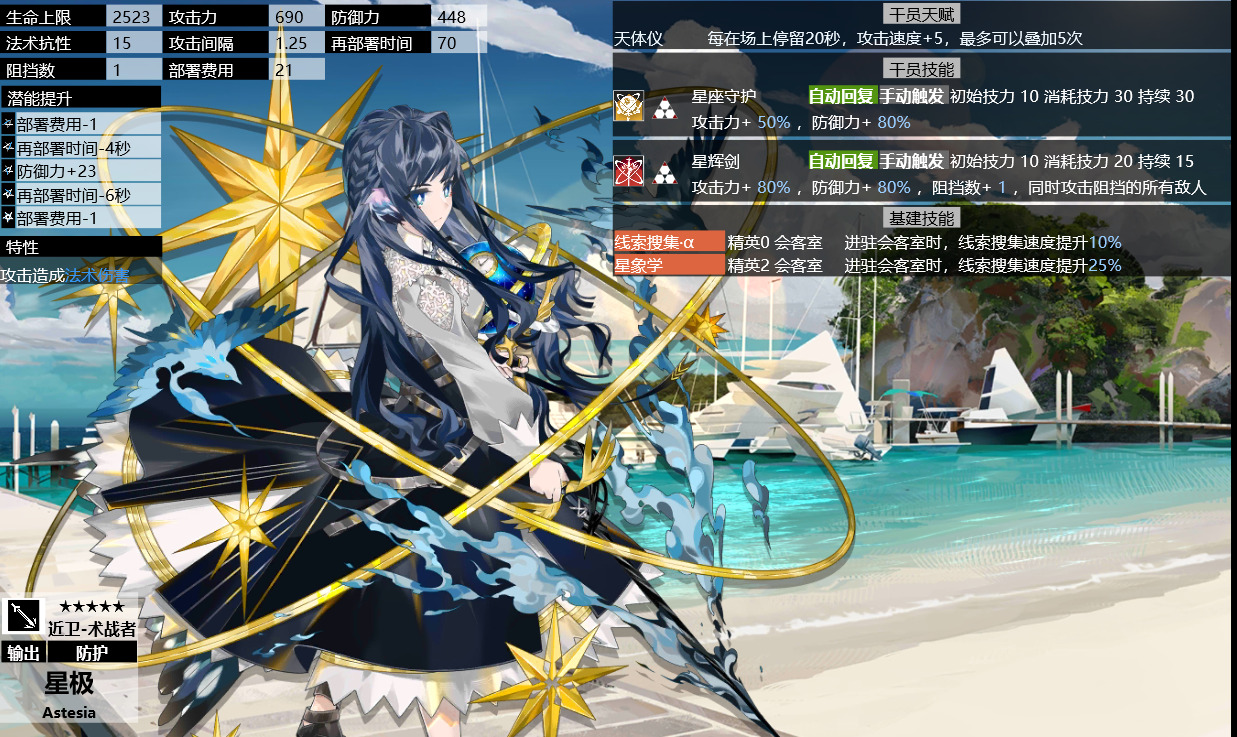 生命上限 2523 攻击力 690 防御力 448
法术抗性 15 攻击间隔 1.25 再部署时间 70
阻挡数 1 部署费用 21
潜能提升
部署费用-1
再部署时间-4秒
防御力+23
再部署时间-6秒
部署费用-1
特性
攻击造成法术伤害
干员天赋
天体仪 每在场上停留20秒，攻击速度+5，最多可以叠加5次
干员技能
星座守护 自动回复 手动触发 初始技力 10 消耗技力 30 持续 30
攻击力+ 50% ，防御力+ 80%
星辉剑 自动回复 手动触发 初始技力 10 消耗技力 20 持续 15
攻击力+ 80% ，防御力+ 80% ，阻挡数+ 1 ，同时攻击阻挡的所有敌人
基建技能
线索搜集·α 精英0 会客室 进驻会客室时，线索搜集速度提升10%
星象学 精英2 会客室 进驻会客室时，线索搜集速度提升25%
★★★★★
近卫-术战者
输出 防护
星极
Astesia